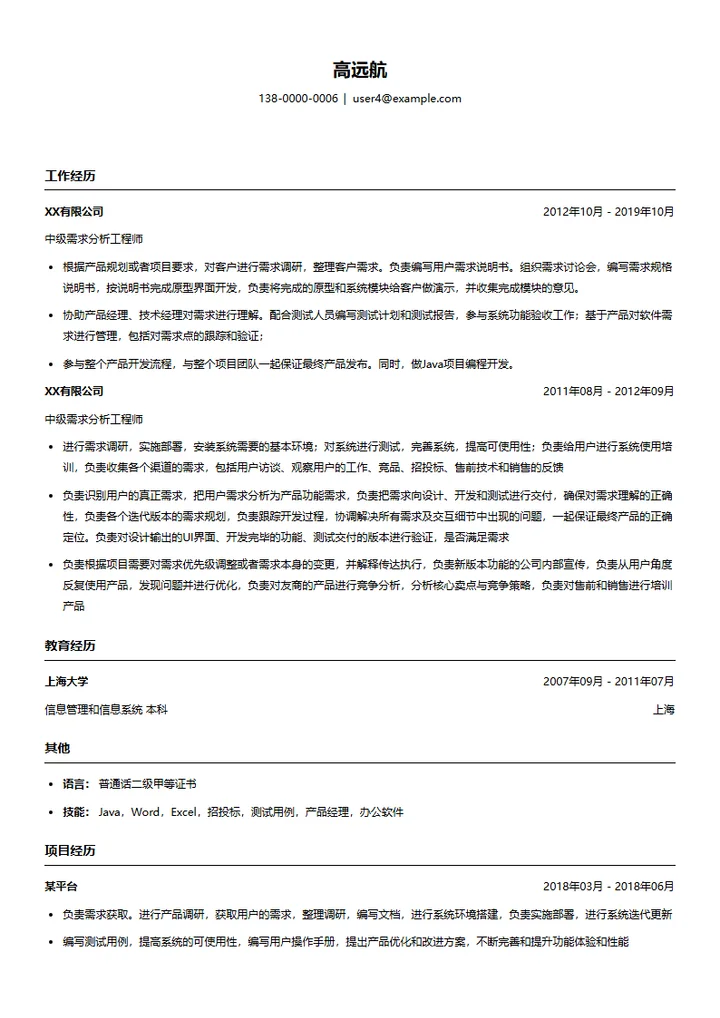 高远航
138-0000-0006 | user4@example.com
工作经历
XX有限公司 2012年10月 - 2019年10月
中级需求分析工程师
• 根据产品规划或者项目要求，对客户进行需求调研，整理客户需求。负责编写用户需求说明书。组织需求讨论会，编写需求规格
说明书，按说明书完成原型界面开发，负责将完成的原型和系统模块给客户做演示，并收集完成模块的意见。
• 协助产品经理、技术经理对需求进行理解。配合测试人员编写测试计划和测试报告，参与系统功能验收工作；基于产品对软件需
求进行管理，包括对需求点的跟踪和验证；
• 参与整个产品开发流程，与整个项目团队一起保证最终产品发布。同时，做Java项目编程开发。
XX有限公司 2011年08月 - 2012年09月
中级需求分析工程师
• 进行需求调研，实施部署，安装系统需要的基本环境；对系统进行测试，完善系统，提高可使用性；负责给用户进行系统使用培
训，负责收集各个渠道的需求，包括用户访谈、观察用户的工作、竞品、招投标、售前技术和销售的反馈
• 负责识别用户的真正需求，把用户需求分析为产品功能需求，负责把需求向设计、开发和测试进行交付，确保对需求理解的正确
性，负责各个迭代版本的需求规划，负责跟踪开发过程，协调解决所有需求及交互细节中出现的问题，一起保证最终产品的正确
定位。负责对设计输出的UI界面、开发完毕的功能、测试交付的版本进行验证，是否满足需求
• 负责根据项目需要对需求优先级调整或者需求本身的变更，并解释传达执行，负责新版本功能的公司内部宣传，负责从用户角度
反复使用产品，发现问题并进行优化，负责对友商的产品进行竞争分析，分析核心卖点与竞争策略，负责对售前和销售进行培训
产品
教育经历
上海大学 2007年09月 - 2011年07月
信息管理和信息系统 本科 上海
其他
• 语言： 普通话二级甲等证书
• 技能： Java，Word，Excel，招投标，测试用例，产品经理，办公软件
项目经历
某平台 2018年03月 - 2018年06月
• 负责需求获取。进行产品调研，获取用户的需求，整理调研，编写文档，进行系统环境搭建，负责实施部署，进行系统迭代更新
• 编写测试用例，提高系统的可使用性，编写用户操作手册，提出产品优化和改进方案，不断完善和提升功能体验和性能